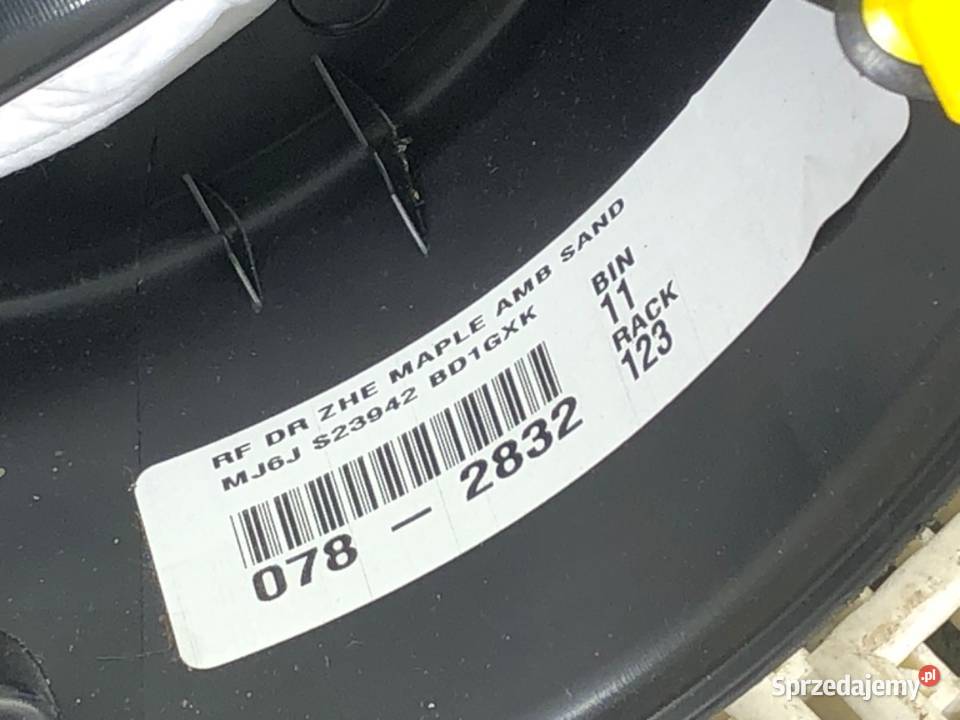 RF DR ZHE MAPLE AMB SAND
MJ6J S23942 BD1GXK
078 - 2832
BIN
11
RACK
123
Sprzedajemy.pl